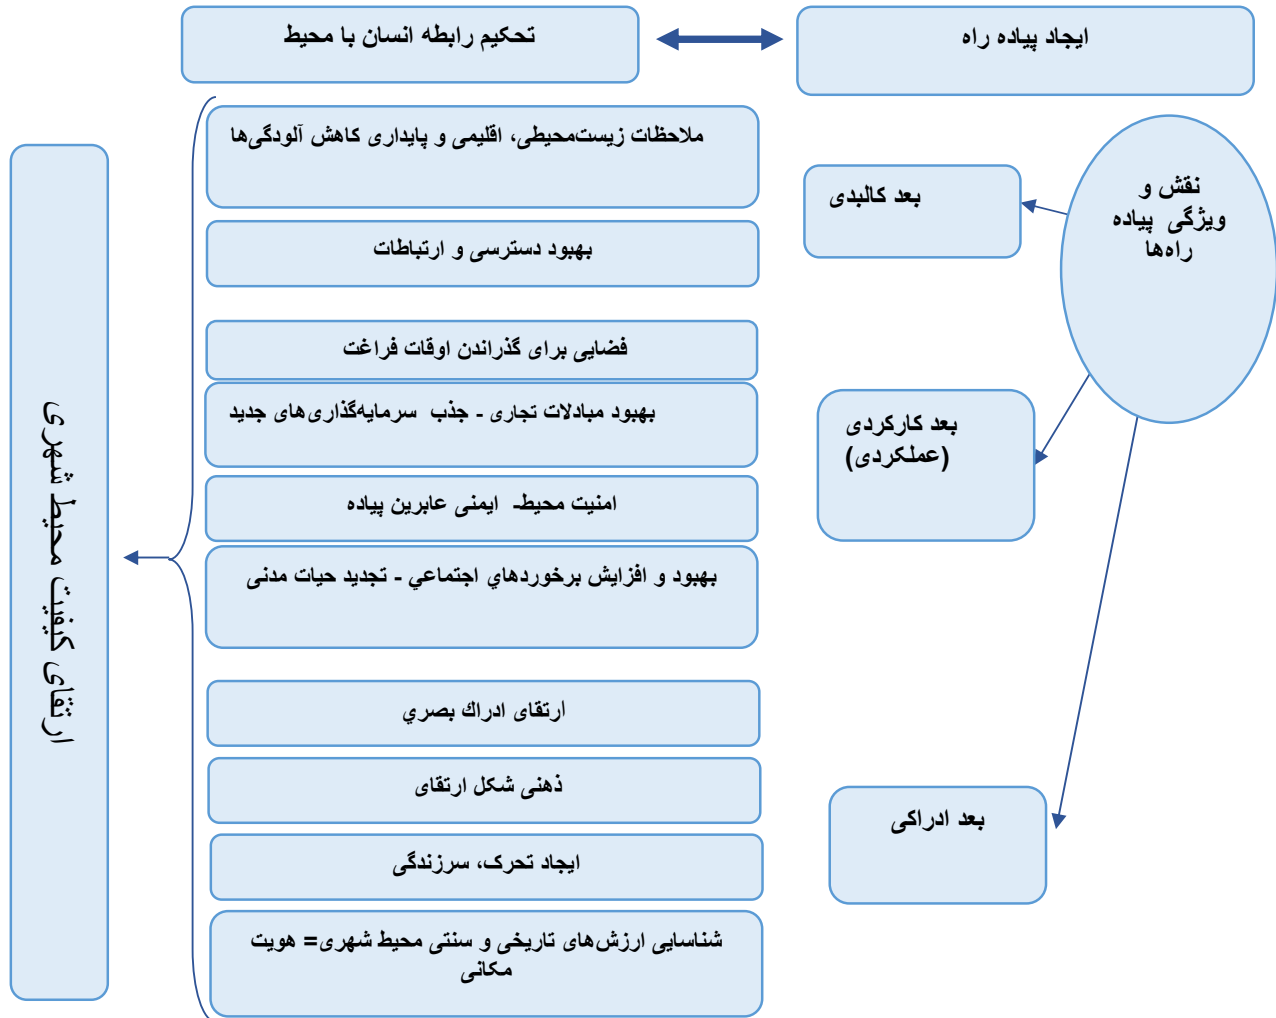 ایجاد پیاده راه
تحکیم رابطه انسان با محیط
نقش و
ویژگی پیاده
راه‌ها
بعد کالبدی
بعد کارکردی
(عملکردی)
بعد ادراکی
ملاحظات زیست‌محیطی، اقلیمی و پایداری کاهش آلودگی‌ها
بهبود دسترسی و ارتباطات
فضایی برای گذراندن اوقات فراغت
بهبود مبادلات تجاری - جذب سرمایه‌گذاری‌های جدید
امنیت محیط- ایمنی عابرین پیاده
بهبود و افزایش برخوردهاي اجتماعي - تجدید حیات مدنی
ارتقای ادراك بصري
ذهنی شکل ارتقای
ایجاد تحرک، سرزندگی
شناسایی ارزش‌های تاریخی و سنتی محیط شهری= هویت
مکانی
ارتقای کیفیت محیط شهری